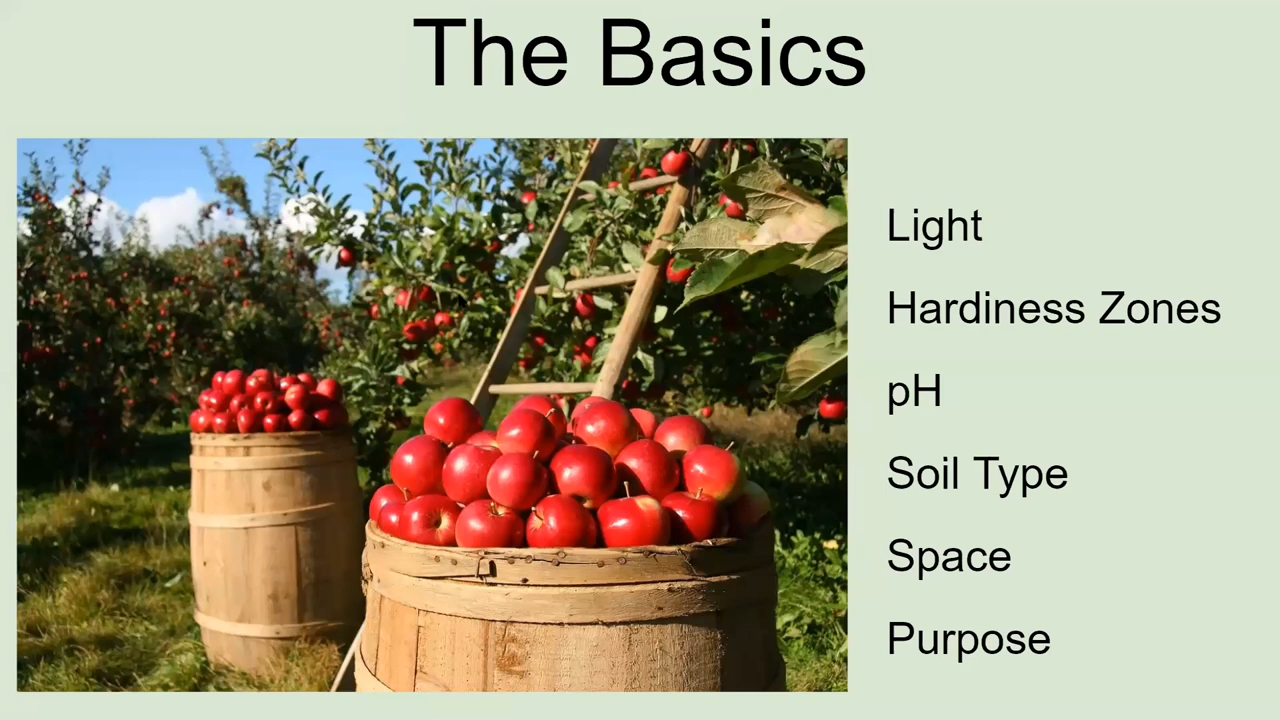 The Basics
Light
Hardiness Zones
pH
Soil Type
Space
Purpose